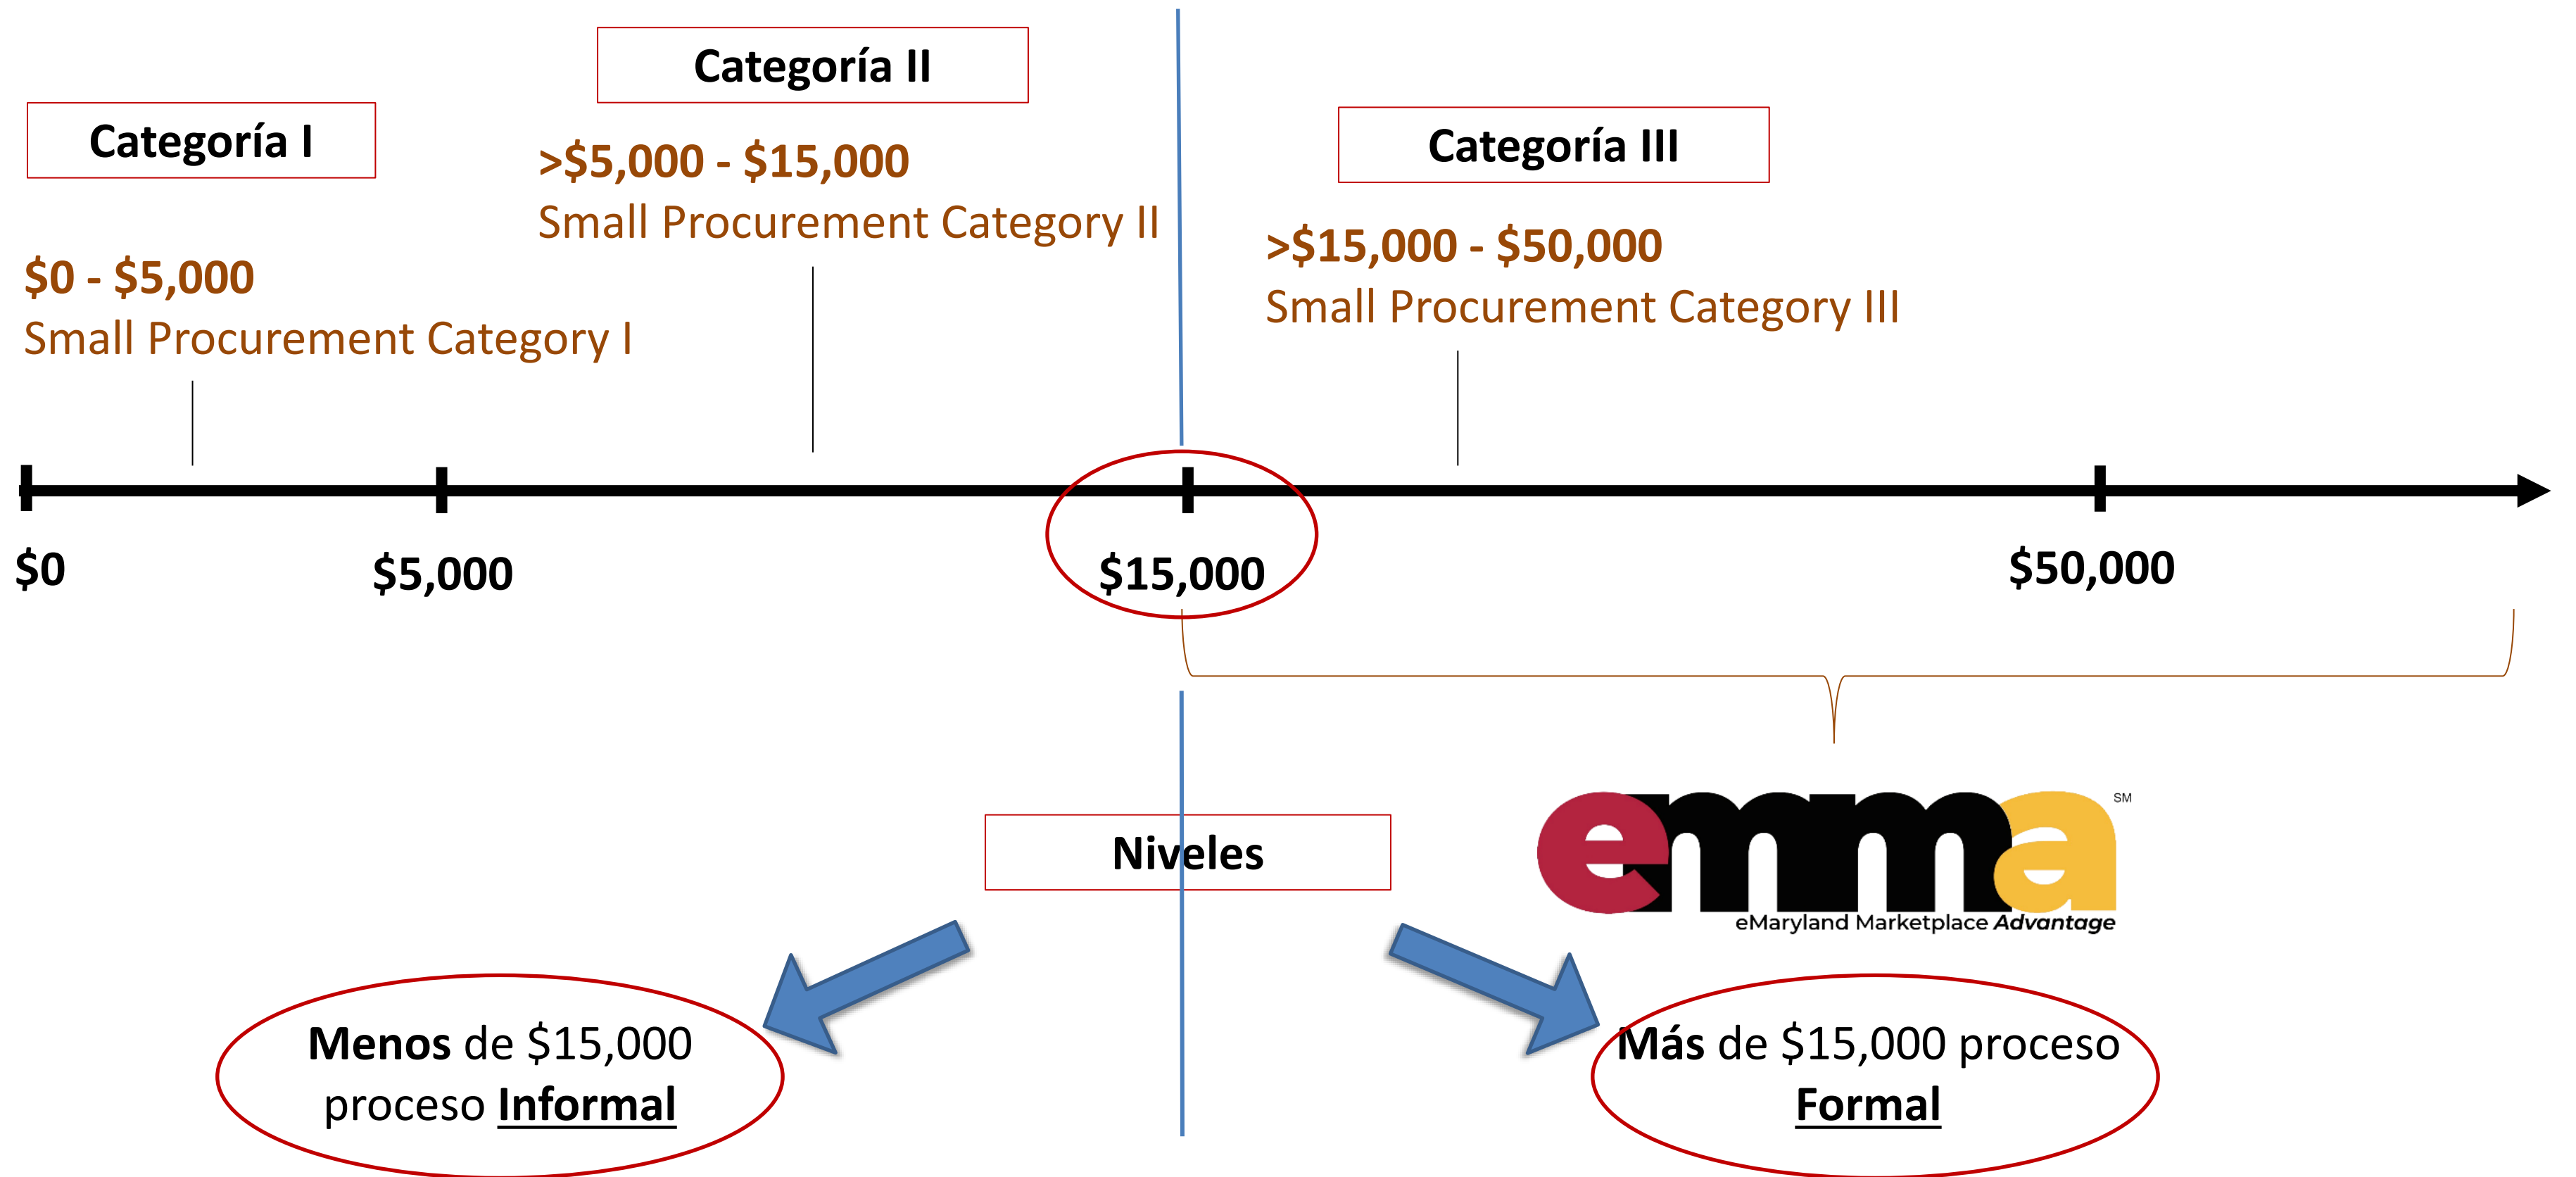 Categoría I
$0 - $5,000
Small Procurement Category I
Categoría II
>$5,000 - $15,000
Small Procurement Category II
Categoría III
>$15,000 - $50,000
Small Procurement Category III
$0
$5,000
$15,000
$50,000
Niveles
emma SM
eMaryland Marketplace Advantage
Menos de $15,000
proceso Informal
Más de $15,000 proceso
Formal